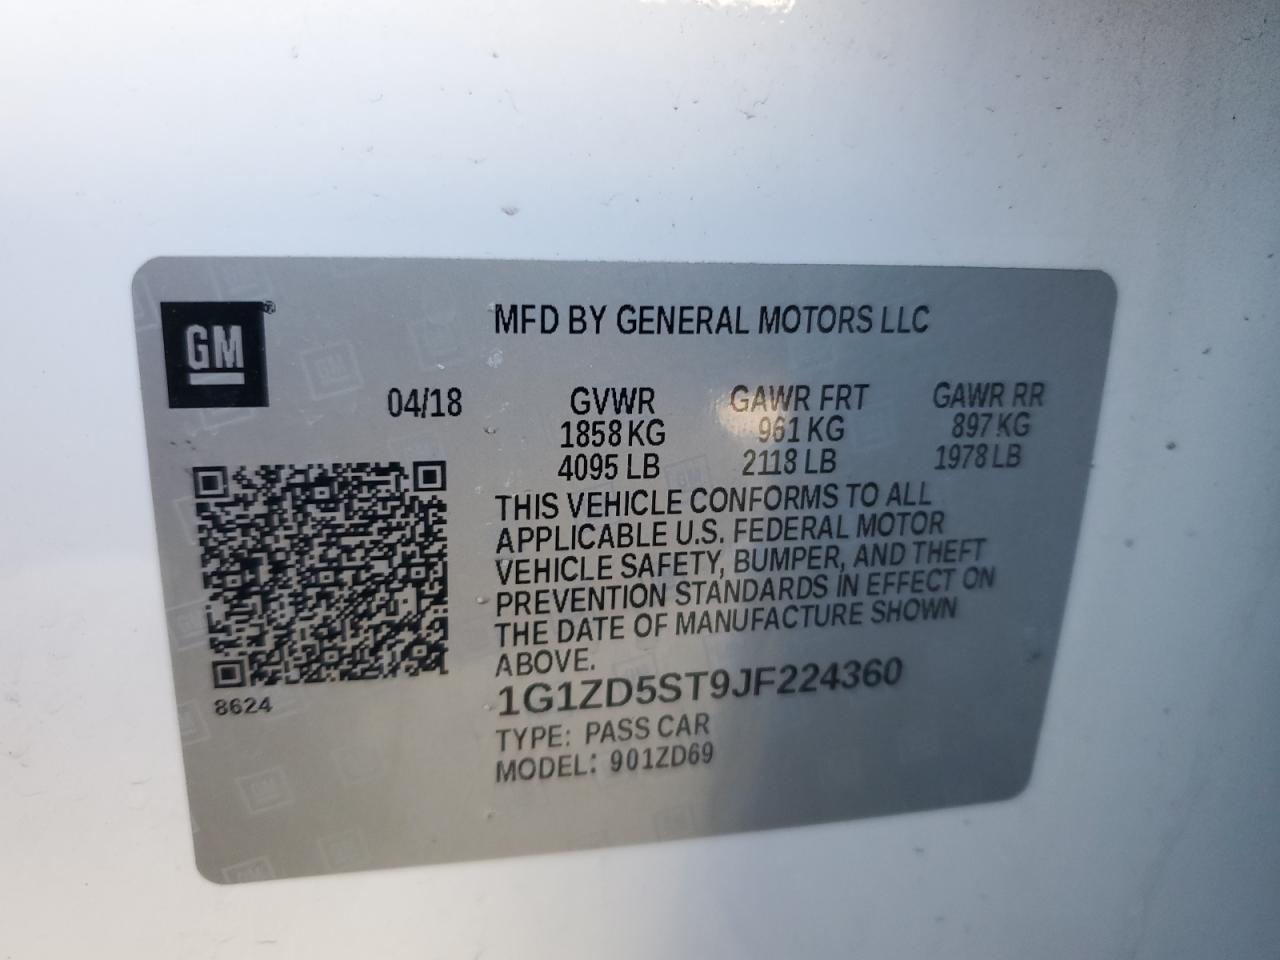 GM
MFD BY GENERAL MOTORS LLC
04/18 GVWR GAWR FRT GAWR RR
1858 KG 961 KG 897 KG
4095 LB 2118 LB 1978 LB
THIS VEHICLE CONFORMS TO ALL
APPLICABLE U.S. FEDERAL MOTOR
VEHICLE SAFETY, BUMPER, AND THEFT
PREVENTION STANDARDS IN EFFECT ON
THE DATE OF MANUFACTURE SHOWN
ABOVE.
8624
1G1ZD5ST9JF224360
TYPE: PASS CAR
MODEL: 901ZD69